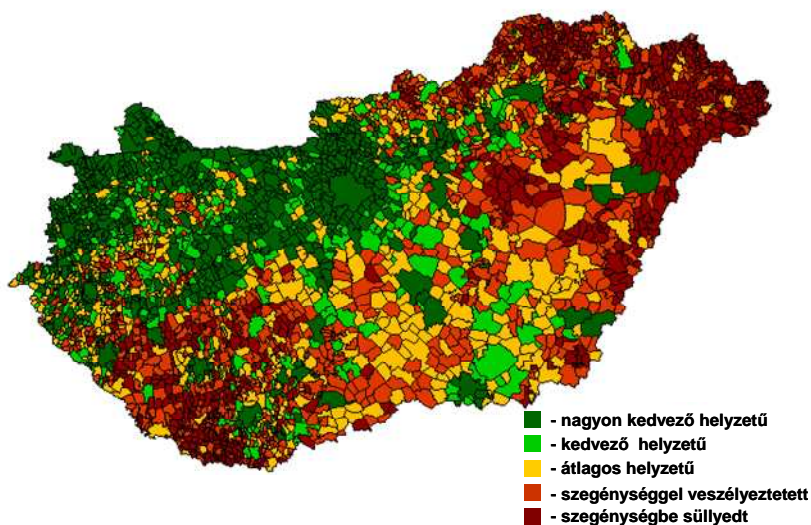 - nagyon kedvező helyzetű
- kedvező helyzetű
- átlagos helyzetű
- szegénységgel veszélyeztetett
- szegénységbe süllyedt